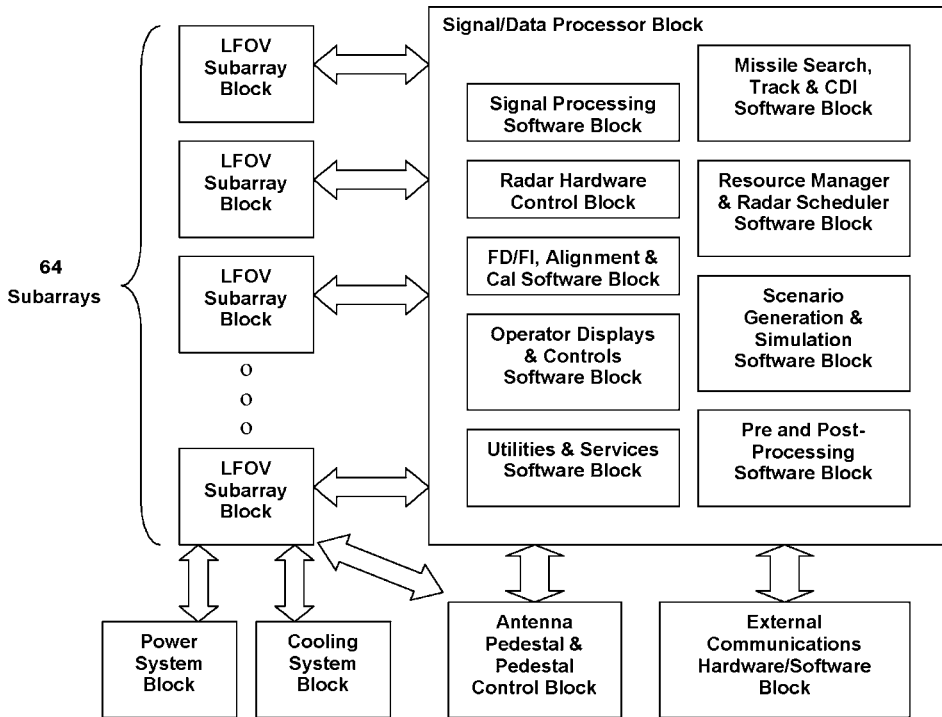 LFOV
Subarray
Block
LFOV
Subarray
Block
LFOV
Subarray
Block
o
o
o
LFOV
Subarray
Block
64
Subarrays
Signal/Data Processor Block
Signal Processing
Software Block
Radar Hardware
Control Block
FD/FI, Alignment &
Cal Software Block
Operator Displays
& Controls
Software Block
Utilities & Services
Software Block
Missile Search,
Track & CDI
Software Block
Resource Manager
& Radar Scheduler
Software Block
Scenario
Generation &
Simulation
Software Block
Pre and Post-
Processing
Software Block
Power
System
Block
Cooling
System
Block
Antenna
Pedestal &
Pedestal
Control Block
External
Communications
Hardware/Software
Block